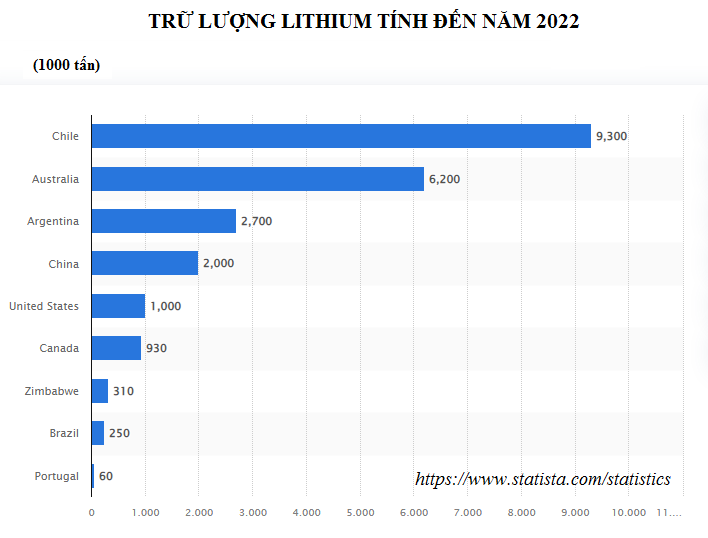 TRỮ LƯỢNG LITHIUM TÍNH ĐẾN NĂM 2022
(1000 tấn)
Chile 9,300
Australia 6,200
Argentina 2,700
China 2,000
United States 1,000
Canada 930
Zimbabwe 310
Brazil 250
Portugal 60
https://www.statista.com/statistics
0 1.000 2.000 3.000 4.000 5.000 6.000 7.000 8.000 9.000 10.000 11....